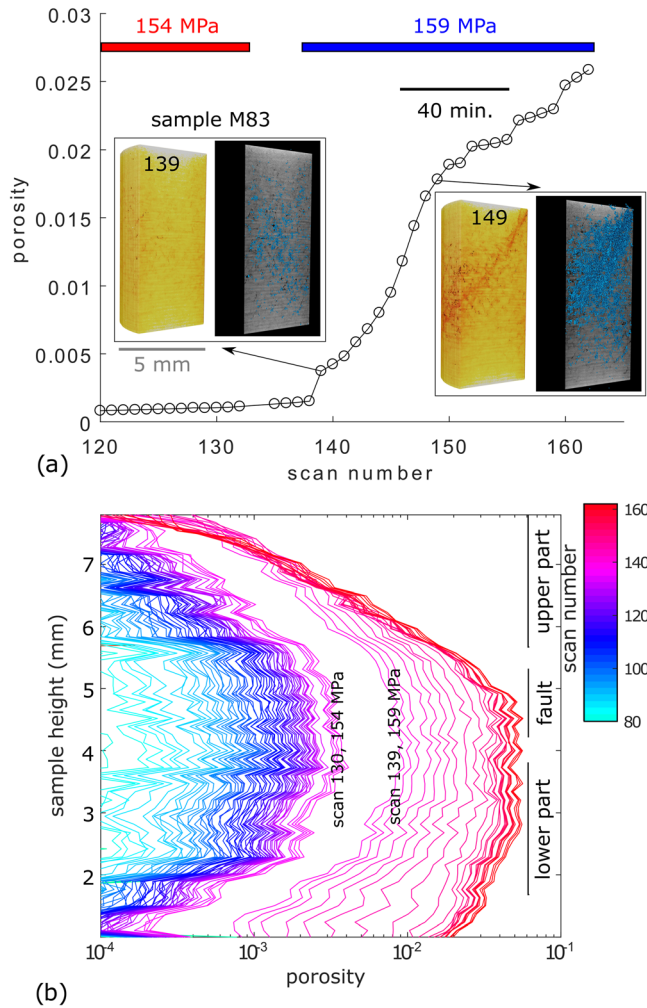 154 MPa
159 MPa
0.03
0.025
0.02
0.015
0.01
0.005
0
porosity
40 min.
sample M83
139
149
5 mm
120
130
140
150
160
scan number
(a)
7
6
5
4
3
2
sample height (mm)
scan 130, 154 MPa
scan 139, 159 MPa
upper part
fault
lower part
10-4
10-3
10-2
10-1
porosity
160
140
120
100
80
scan number
(b)